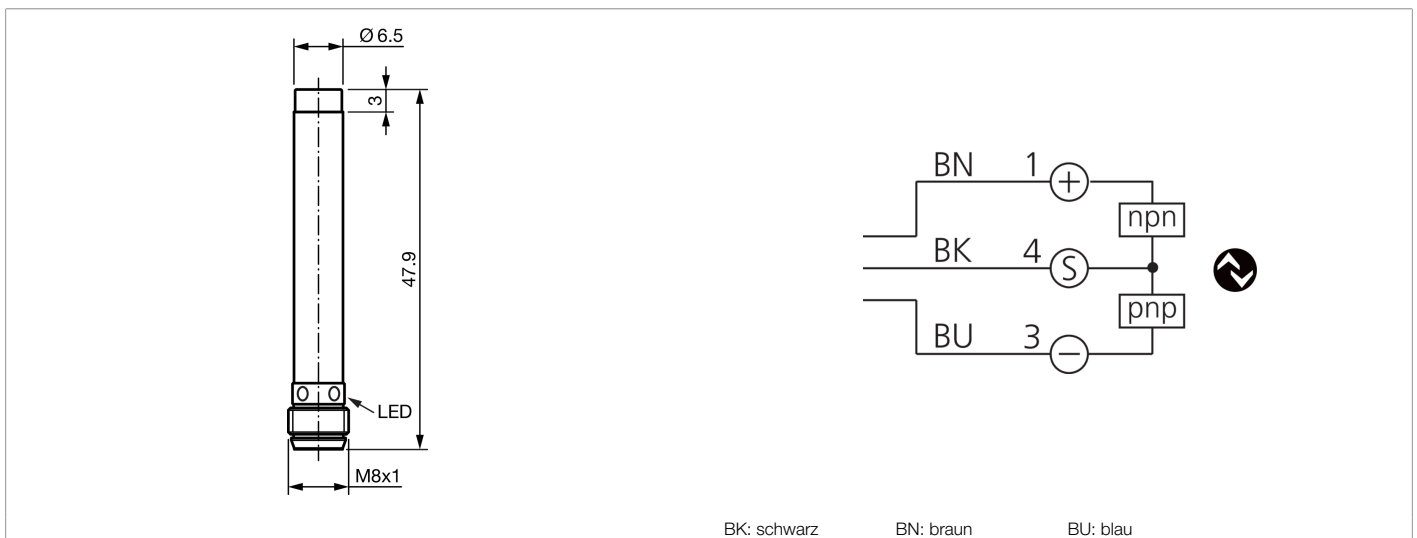 Ø 6.5
3
47.9
LED
M8x1
BN 1 +
npn
BK 4 S
pnp
BU 3 −
BK: schwarz BN: braun BU: blau